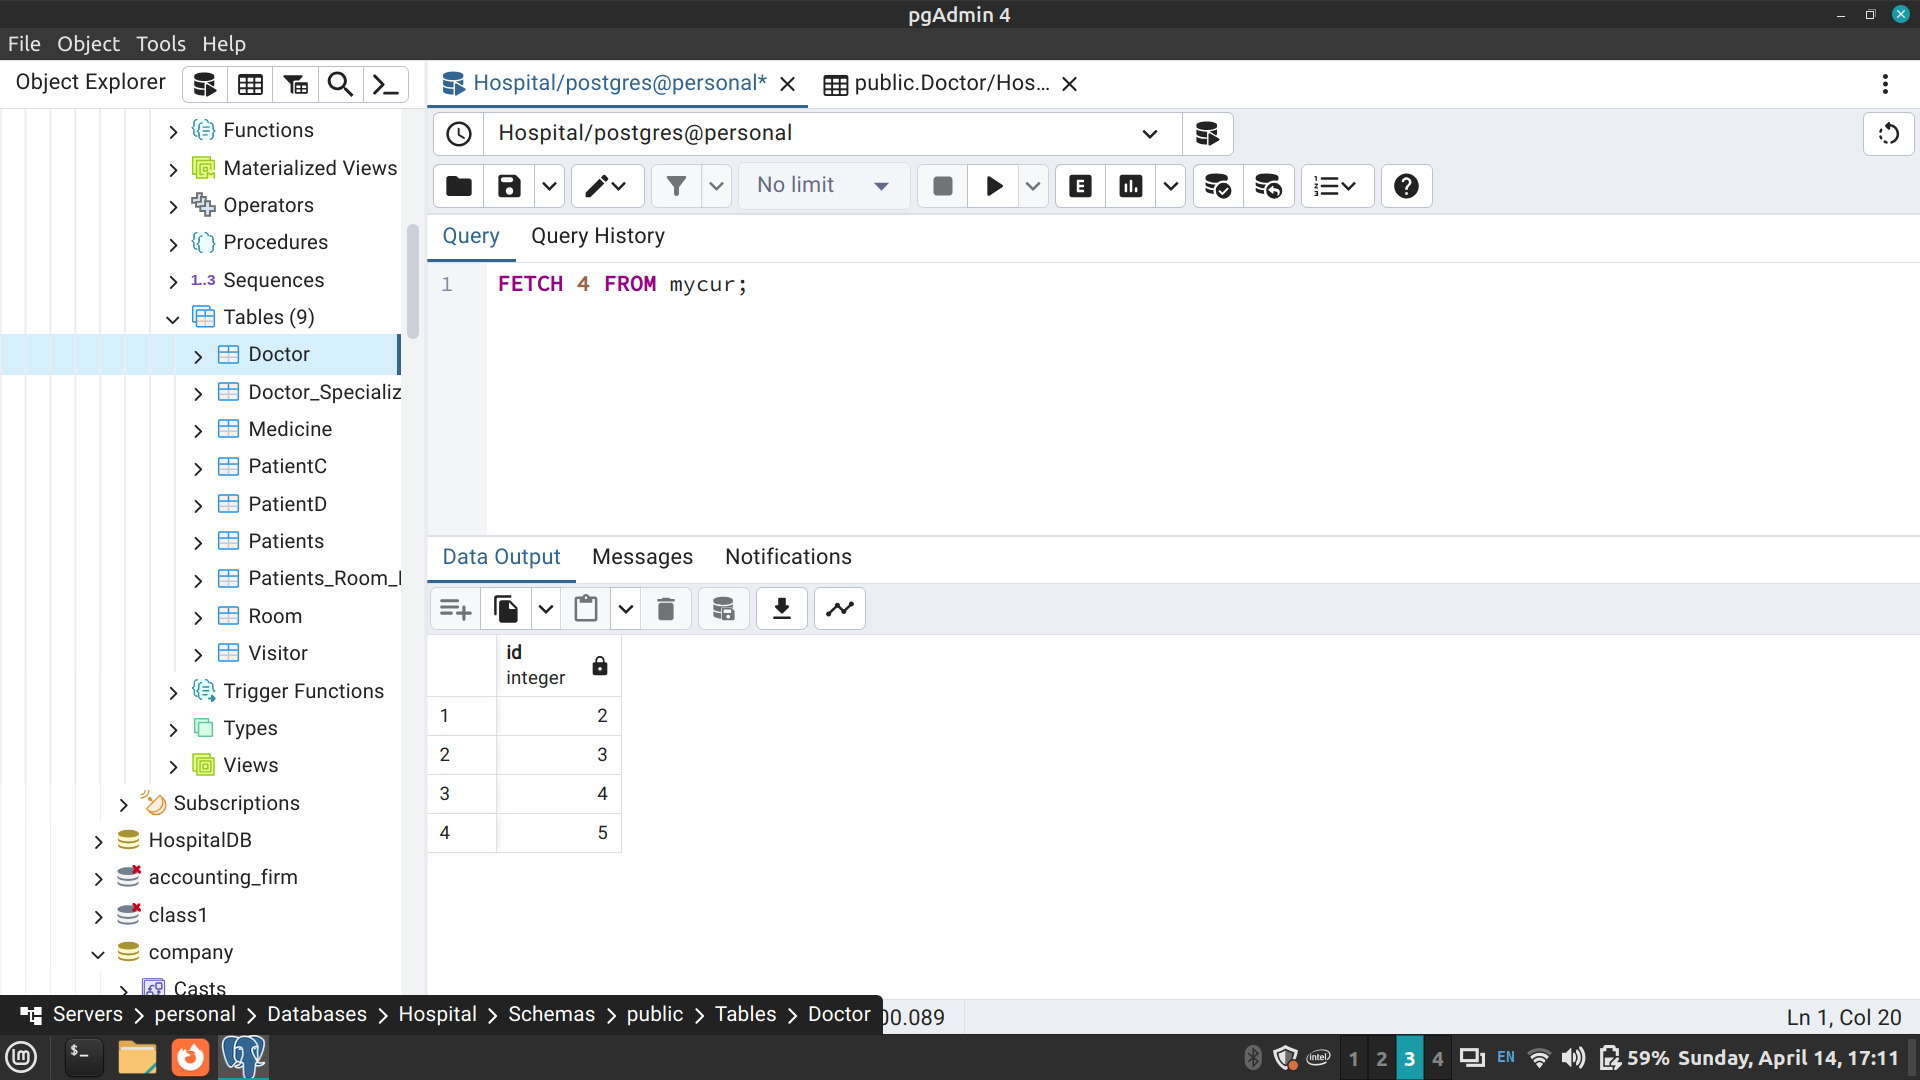 pgAdmin 4
File Object Tools Help
Object Explorer
Functions
Materialized Views
Operators
Procedures
1..3 Sequences
Tables (9)
Doctor
Doctor_Specializ
Medicine
PatientC
PatientD
Patients
Patients_Room_
Room
Visitor
Trigger Functions
Types
Views
Subscriptions
HospitalDB
accounting_firm
class1
company
Casts
Hospital/postgres@personal*
public.Doctor/Hos...
Hospital/postgres@personal
No limit
E
Query Query History
1 FETCH 4 FROM mycur;
Data Output Messages Notifications
id
integer
1 2
2 3
3 4
4 5
Servers personal Databases Hospital Schemas public Tables Doctor
00.089
Ln 1, Col 20
intel 1 2 3 4 EN 59% Sunday, April 14, 17:11